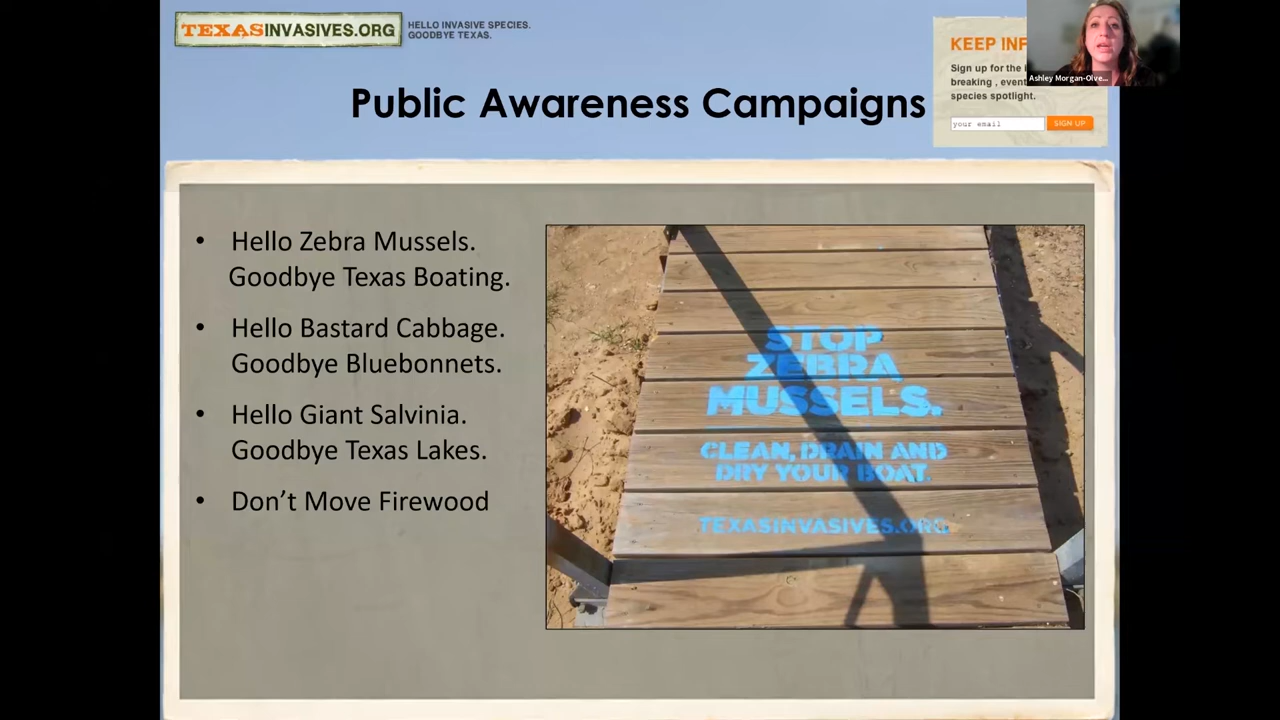 TEXASINVASIVES.ORG
HELLO INVASIVE SPECIES.
GOODBYE TEXAS.
Public Awareness Campaigns
KEEP INF
Sign up for the i
breaking , event
species spotlight.
your email
SIGN UP
Ashley Morgan-Olve...
• Hello Zebra Mussels.
Goodbye Texas Boating.
• Hello Bastard Cabbage.
Goodbye Bluebonnets.
• Hello Giant Salvinia.
Goodbye Texas Lakes.
• Don’t Move Firewood
STOP
ZEBRA
MUSSELS.
CLEAN, DRAIN AND
DRY YOUR BOAT.
TEXASINVASIVES.ORG